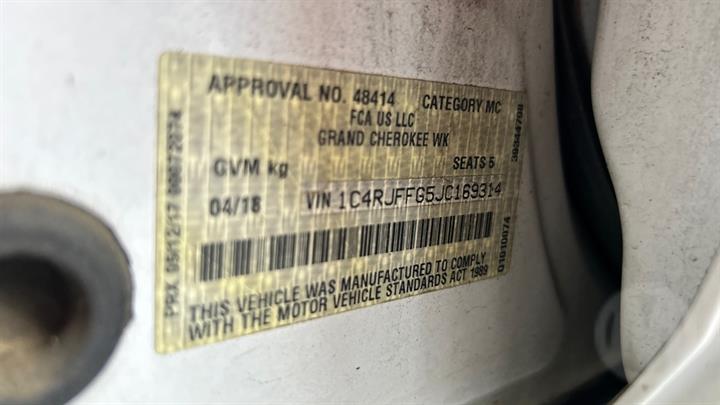 APPROVAL NO. 48414 CATEGORY MC
FCA US LLC
GRAND CHEROKEE WK
GVM kg SEATS 5
04/18 VIN 1C4RJFFG5JC169314
THIS VEHICLE WAS MANUFACTURED TO COMPLY
WITH THE MOTOR VEHICLE STANDARDS ACT 1989
01010074